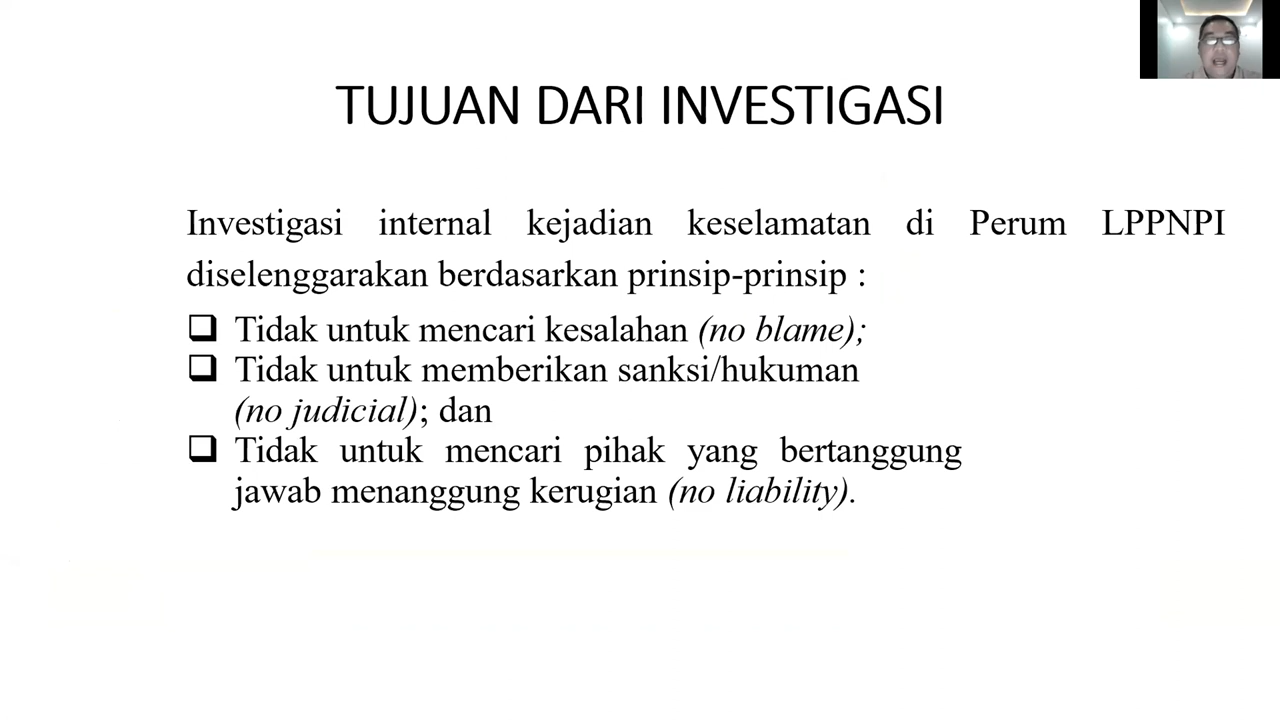 TUJUAN DARI INVESTIGASI
Investigasi internal kejadian keselamatan di Perum LPPNPI
diselenggarakan berdasarkan prinsip-prinsip :
❑ Tidak untuk mencari kesalahan (no blame);
❑ Tidak untuk memberikan sanksi/hukuman
(no judicial); dan
❑ Tidak untuk mencari pihak yang bertanggung
jawab menanggung kerugian (no liability).